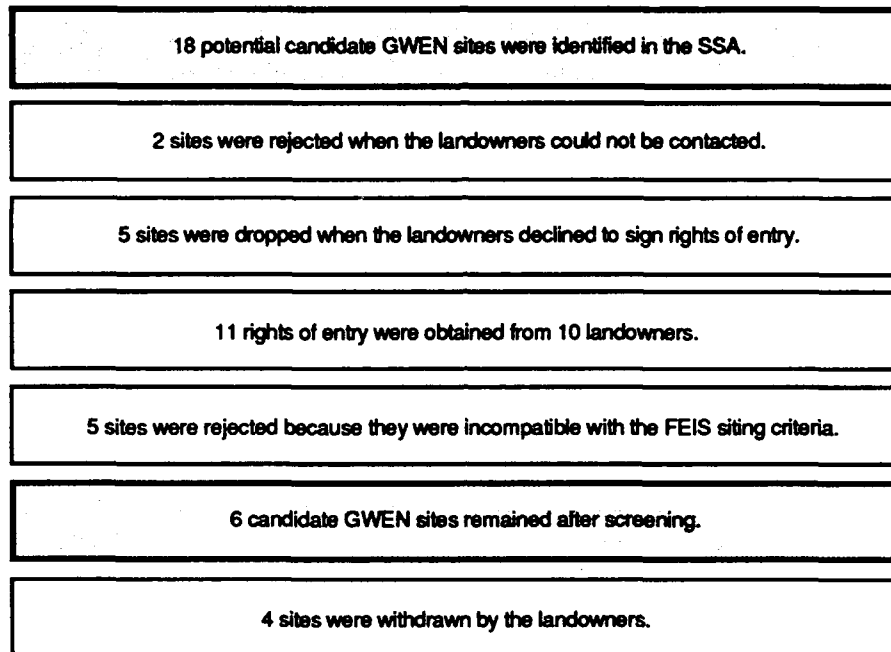 18 potential candidate GWEN sites were identified in the SSA.
2 sites were rejected when the landowners could not be contacted.
5 sites were dropped when the landowners declined to sign rights of entry.
11 rights of entry were obtained from 10 landowners.
5 sites were rejected because they were incompatible with the FEIS siting criteria.
6 candidate GWEN sites remained after screening.
4 sites were withdrawn by the landowners.